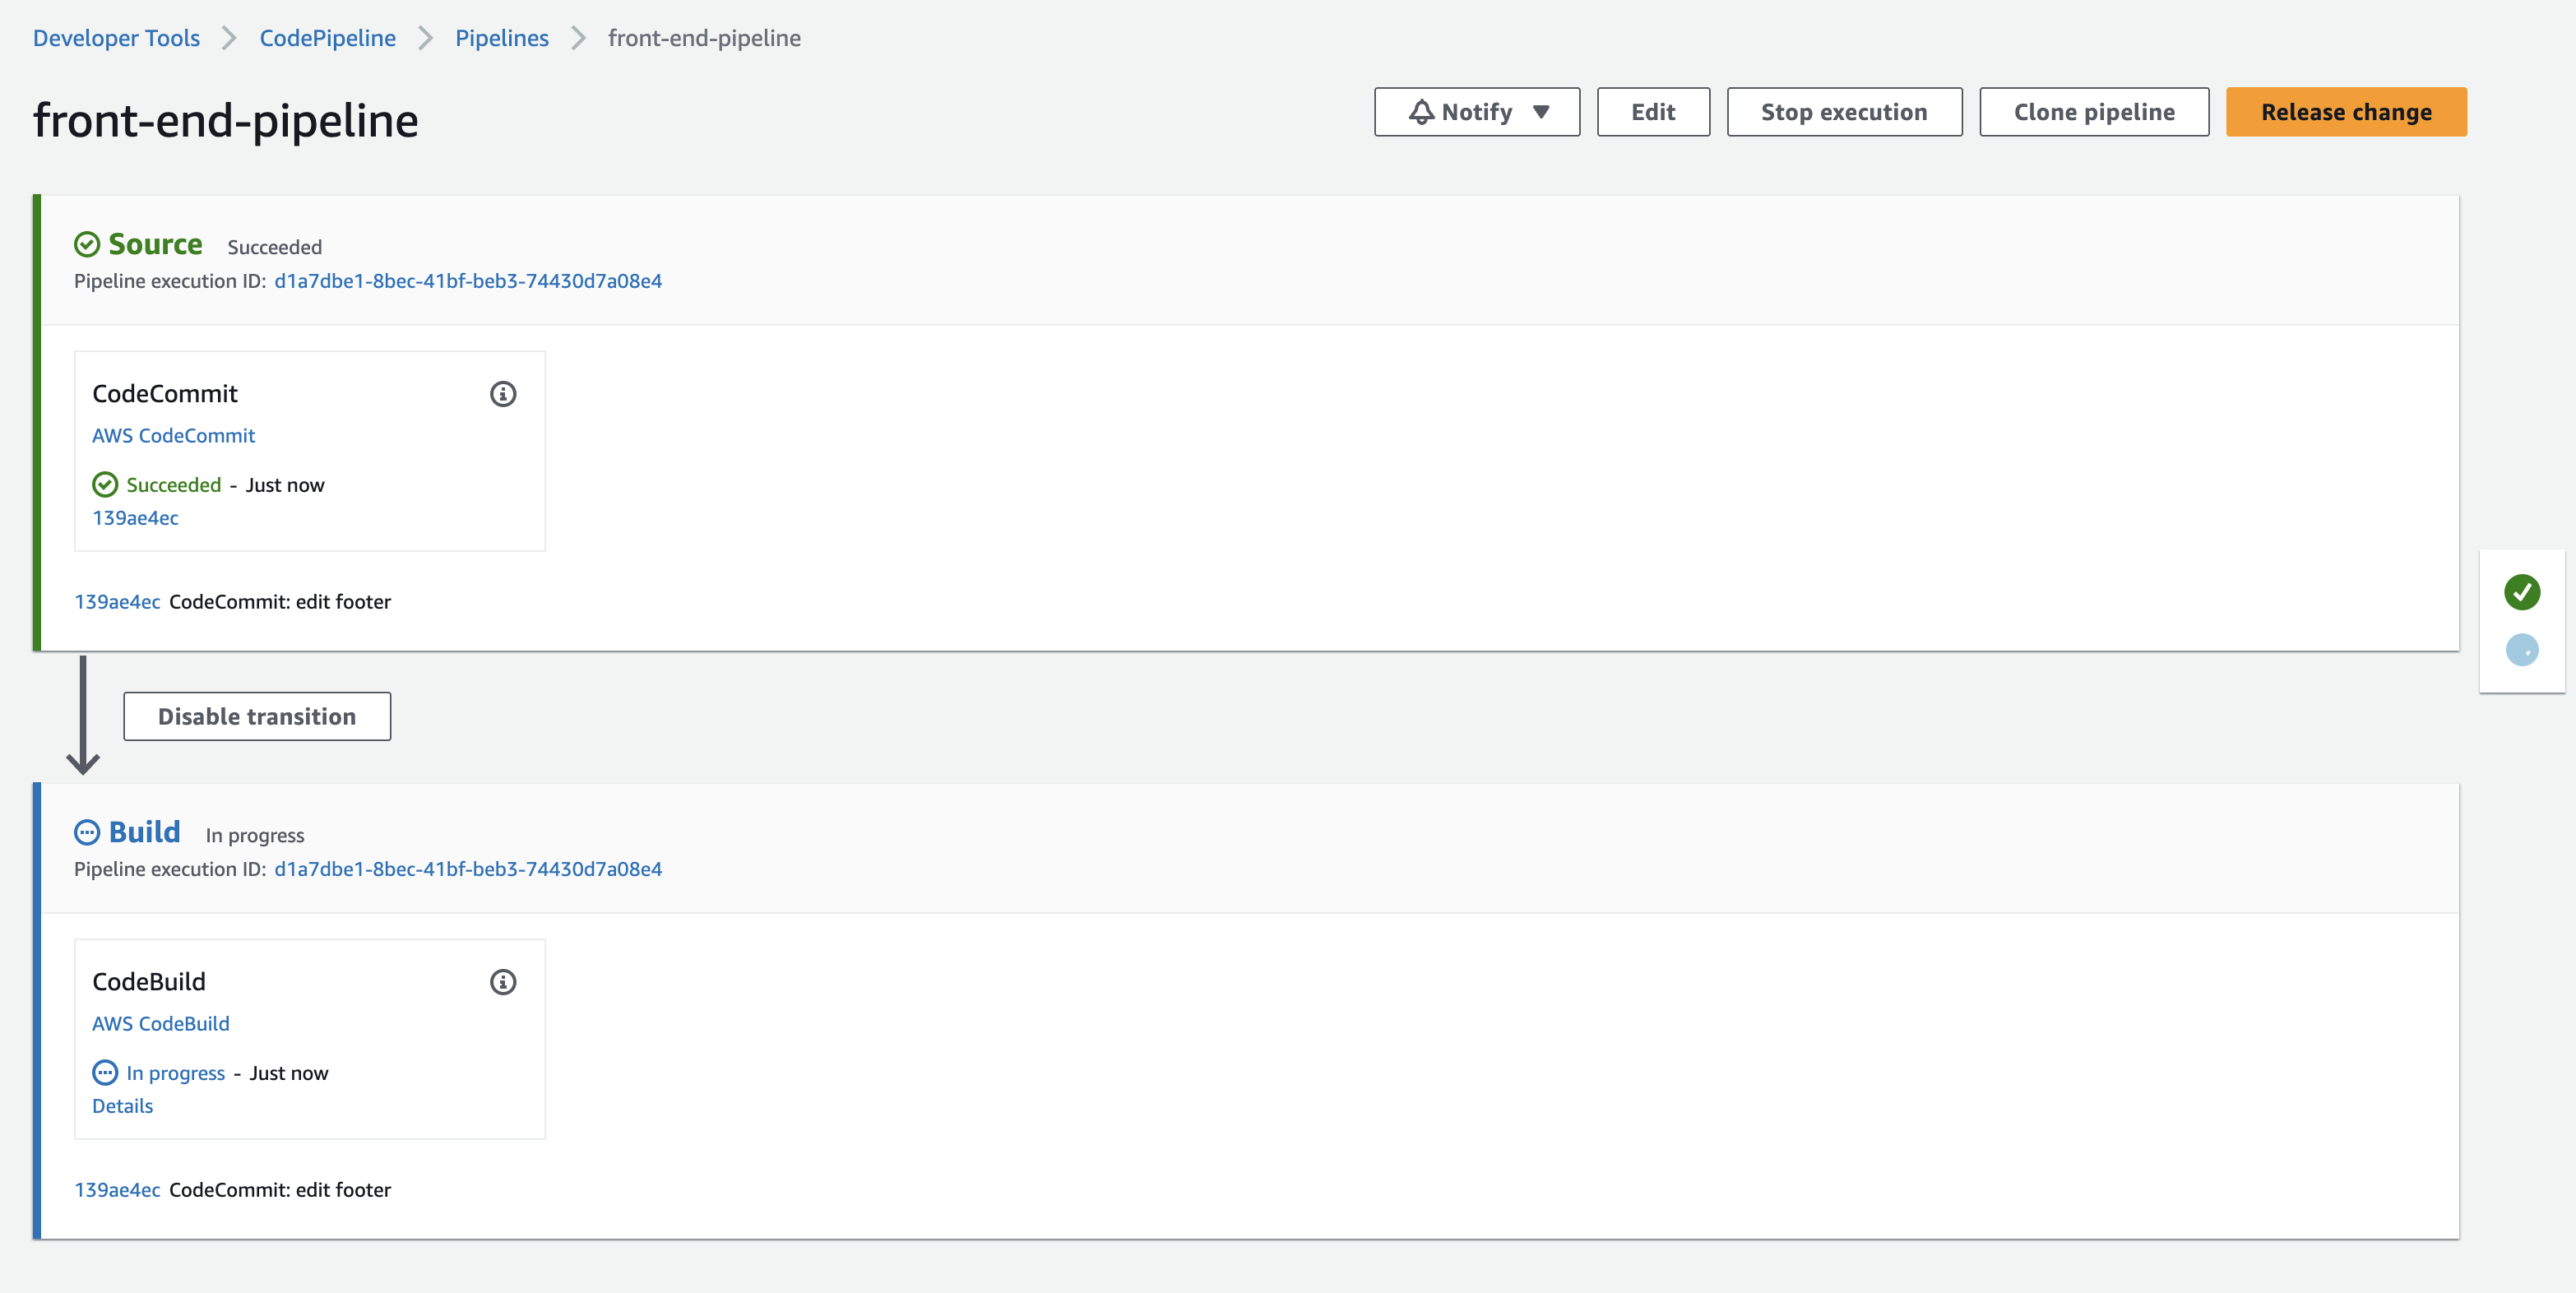 Developer Tools > CodePipeline > Pipelines > front-end-pipeline
front-end-pipeline
Notify Edit Stop execution Clone pipeline Release change
Source Succeeded
Pipeline execution ID: d1a7dbe1-8bec-41bf-beb3-74430d7a08e4
CodeCommit
AWS CodeCommit
Succeeded - Just now
139ae4ec
139ae4ec CodeCommit: edit footer
Disable transition
Build In progress
Pipeline execution ID: d1a7dbe1-8bec-41bf-beb3-74430d7a08e4
CodeBuild
AWS CodeBuild
In progress - Just now
Details
139ae4ec CodeCommit: edit footer